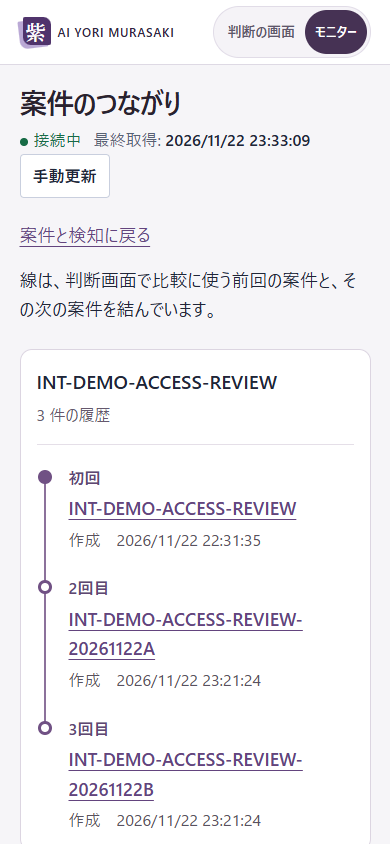 紫 AI YORI MURASAKI
判断の画面 モニター
案件のつながり
接続中 最終取得: 2026/11/22 23:33:09
手動更新
案件と検知に戻る
線は、判断画面で比較に使う前回の案件と、そ
の次の案件を結んでいます。
INT-DEMO-ACCESS-REVIEW
3 件の履歴
初回
INT-DEMO-ACCESS-REVIEW
作成 2026/11/22 22:31:35
2回目
INT-DEMO-ACCESS-REVIEW-
20261122A
作成 2026/11/22 23:21:24
3回目
INT-DEMO-ACCESS-REVIEW-
20261122B
作成 2026/11/22 23:21:24